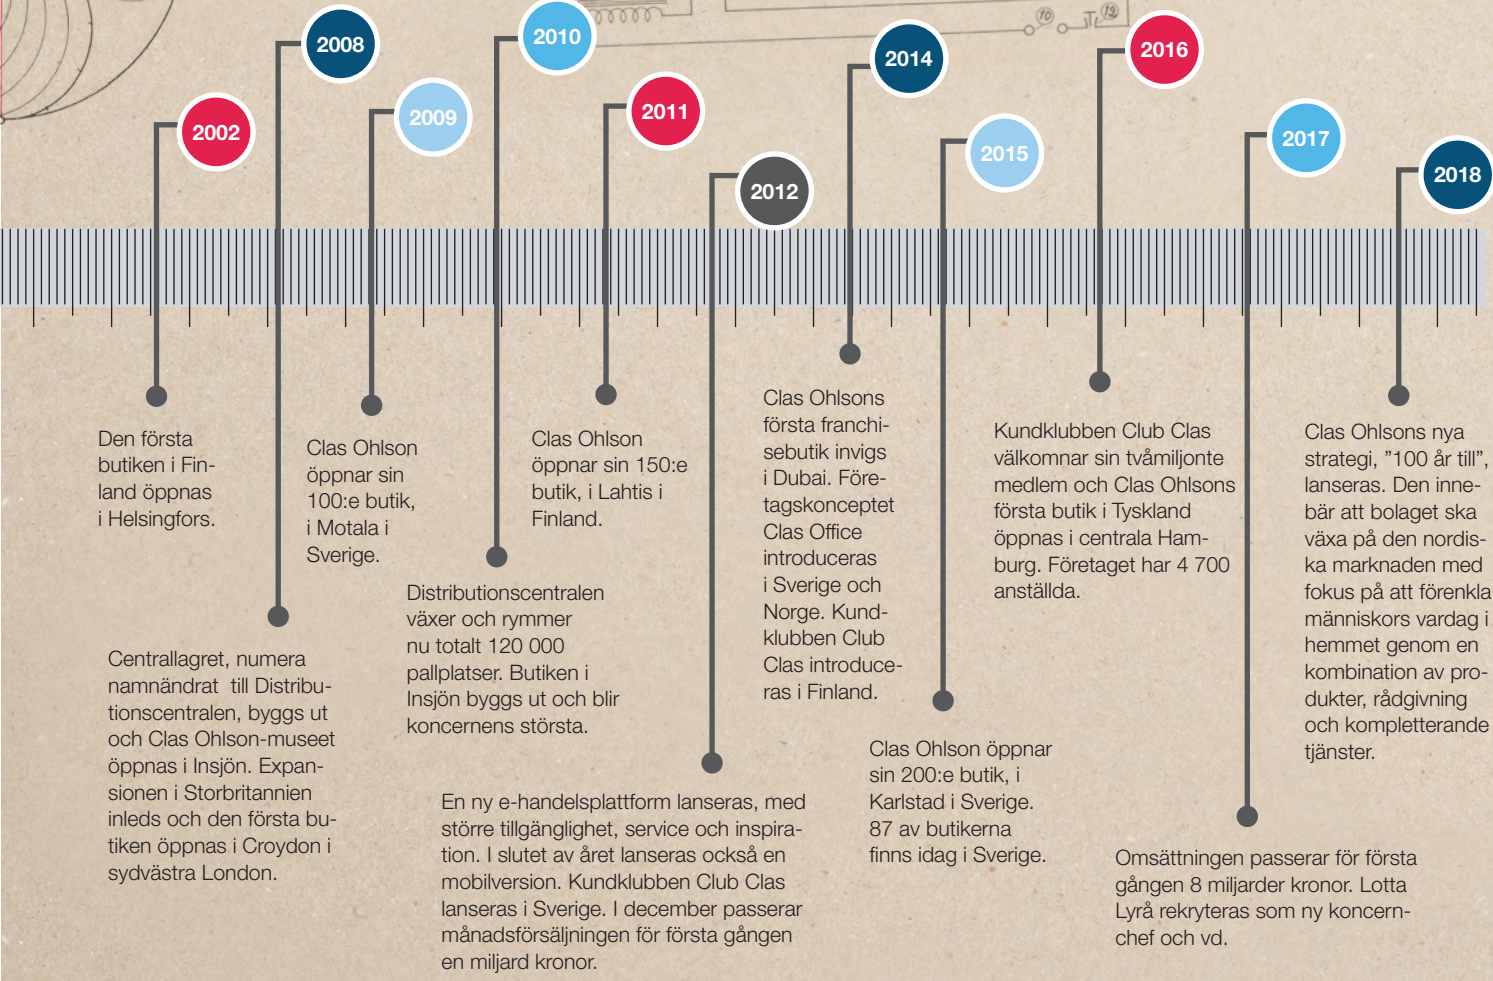 2002
Den första
butiken i Fin-
land öppnas
i Helsingfors.
2008
Centrallagret, numera
namnändrat till Distribu-
tionscentralen, byggs ut
och Clas Ohlson-museet
öppnas i Insjön. Expan-
sionen i Storbritannien
inleds och den första bu-
tiken öppnas i Croydon i
sydvästra London.
2009
Clas Ohlson
öppnar sin
100:e butik,
i Motala i
Sverige.
2010
Distributionscentralen
växer och rymmer
nu totalt 120 000
pallplatser. Butiken i
Insjön byggs ut och blir
koncernens största.
2011
Clas Ohlson
öppnar sin 150:e
butik, i Lahtis i
Finland.
2012
En ny e-handelsplattform lanseras, med
större tillgänglighet, service och inspira-
tion. I slutet av året lanseras också en
mobilversion. Kundklubben Club Clas
lanseras i Sverige. I december passerar
månadsförsäljningen för första gången
en miljard kronor.
2014
Clas Ohlsons
första franchi-
sebutik invigs
i Dubai. Före-
tagskonceptet
Clas Office
introduceras
i Sverige och
Norge. Kund-
klubben Club
Clas introduce-
ras i Finland.
2015
Clas Ohlson öppnar
sin 200:e butik, i
Karlstad i Sverige.
87 av butikerna
finns idag i Sverige.
2016
Kundklubben Club Clas
välkomnar sin tvåmiljonte
medlem och Clas Ohlsons
första butik i Tyskland
öppnas i centrala Ham-
burg. Företaget har 4 700
anställda.
2017
Omsättningen passerar för första
gången 8 miljarder kronor. Lotta
Lyrå rekryteras som ny koncern-
chef och vd.
2018
Clas Ohlsons nya
strategi, ”100 år till”,
lanseras. Den inne-
bär att bolaget ska
växa på den nordis-
ka marknaden med
fokus på att förenkla
människors vardag i
hemmet genom en
kombination av pro-
dukter, rådgivning
och kompletterande
tjänster.
10
12